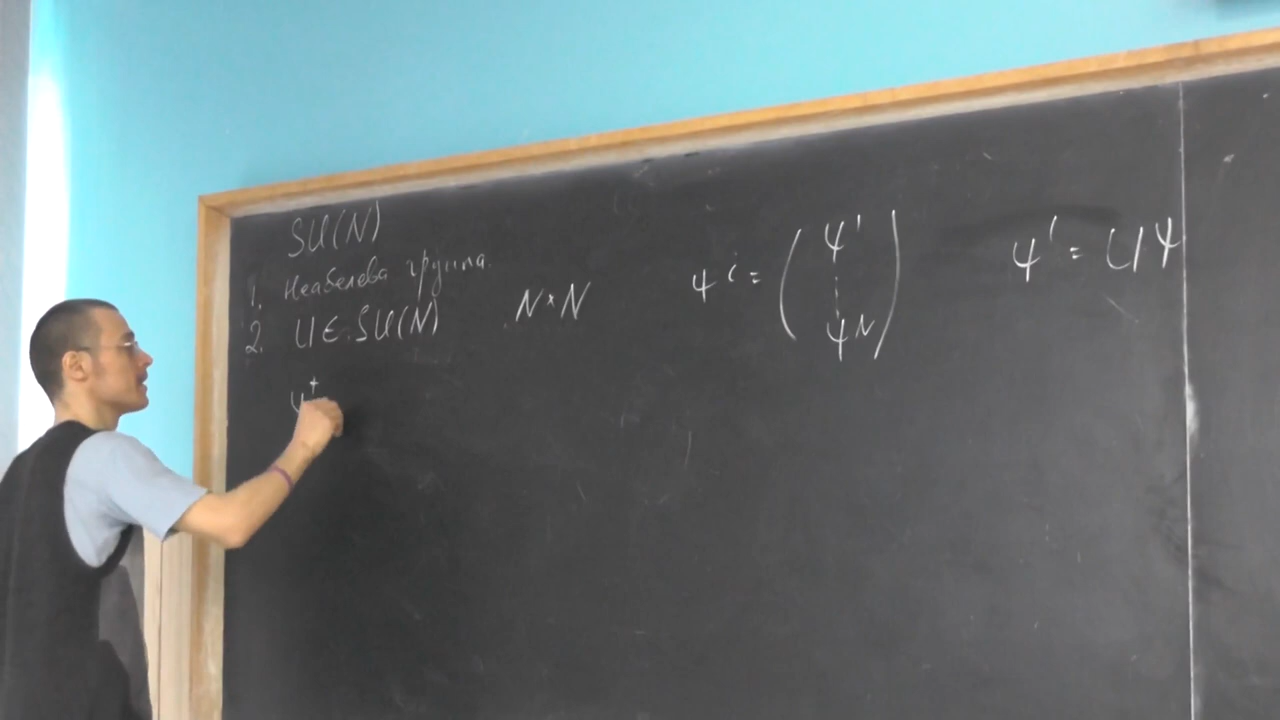 SU(N)
1. Неабелева группа.
2. U ∈ SU(N) N×N ψ^i = (ψ^1 ⋮ ψ^N) ψ' = Uψ
U^+